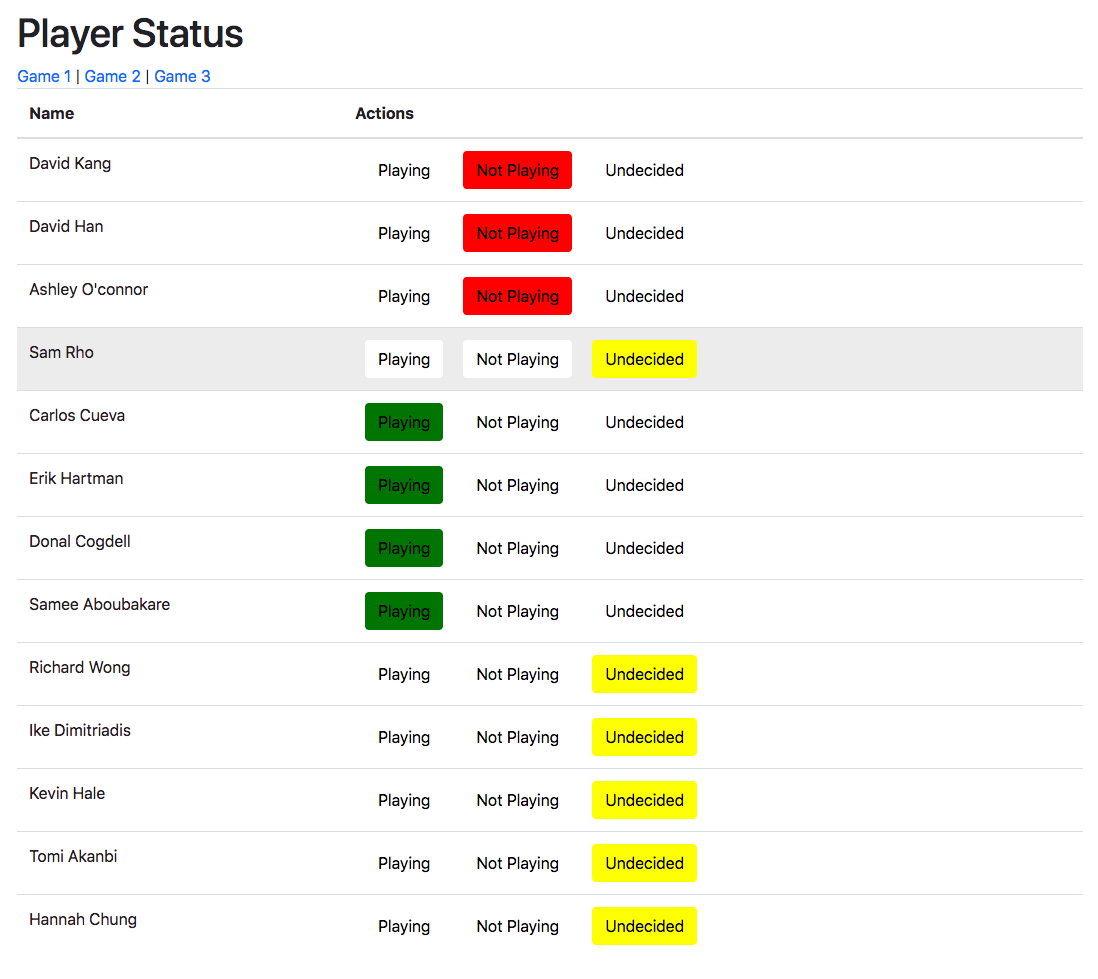 Player Status
Game 1 | Game 2 | Game 3
Name Actions
David Kang Playing Not Playing Undecided
David Han Playing Not Playing Undecided
Ashley O'connor Playing Not Playing Undecided
Sam Rho Playing Not Playing Undecided
Carlos Cueva Playing Not Playing Undecided
Erik Hartman Playing Not Playing Undecided
Donal Cogdell Playing Not Playing Undecided
Samee Aboubakare Playing Not Playing Undecided
Richard Wong Playing Not Playing Undecided
Ike Dimitriadis Playing Not Playing Undecided
Kevin Hale Playing Not Playing Undecided
Tomi Akanbi Playing Not Playing Undecided
Hannah Chung Playing Not Playing Undecided